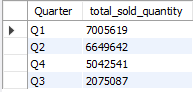 Quarter total_sold_quantity
Q1 7005619
Q2 6649642
Q4 5042541
Q3 2075087